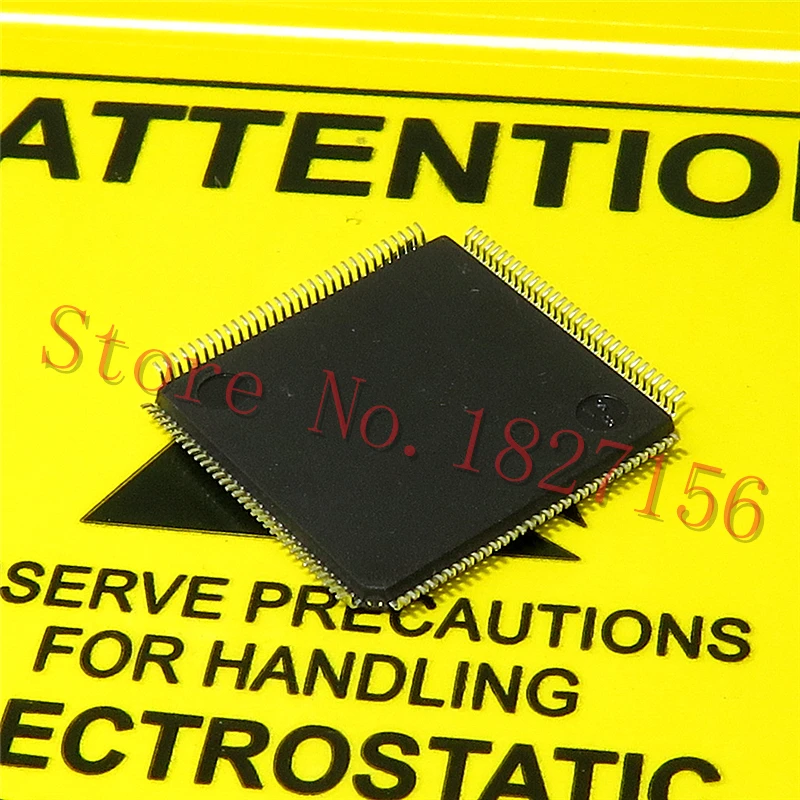 ATTENTIO
Store No. 1827156
SERVE PRECAUTIONS
FOR HANDLING
ECTROSTATIC